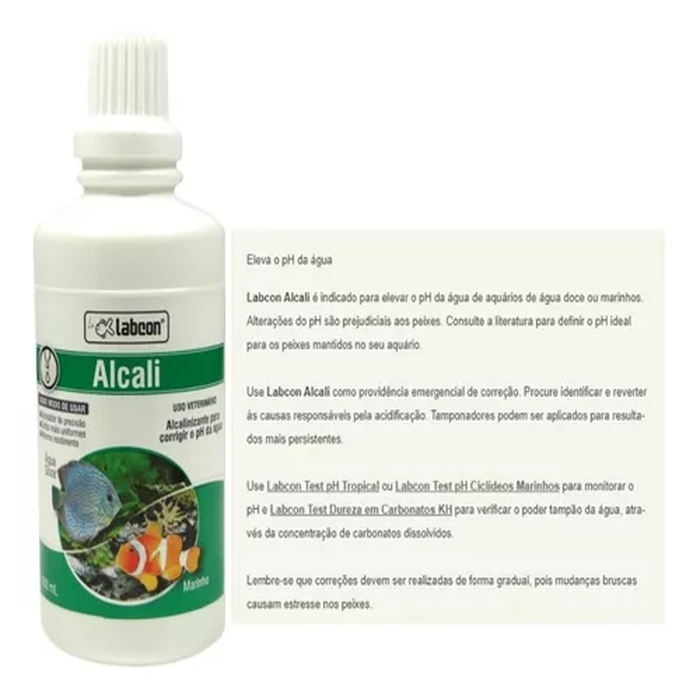 Labcon®
Alcali
NOVO MODO DE USAR
USO VETERINÁRIO
Alcalinizante para
corrigir o pH da água
Água
Doce
Marinho
mL
Eleva o pH da água
Labcon Alcali é indicado para elevar o pH da água de aquários de água doce ou marinhos.
Alterações do pH são prejudiciais aos peixes. Consulte a literatura para definir o pH ideal
para os peixes mantidos no seu aquário.
Use Labcon Alcali como providência emergencial de correção. Procure identificar e reverter
às causas responsáveis pela acidificação. Tamponadores podem ser aplicados para resulta-
dos mais persistentes.
Use Labcon Test pH Tropical ou Labcon Test pH Ciclídeos Marinhos para monitorar o
pH e Labcon Test Dureza em Carbonatos KH para verificar o poder tampão da água, atra-
vés da concentração de carbonatos dissolvidos.
Lembre-se que correções devem ser realizadas de forma gradual, pois mudanças bruscas
causam estresse nos peixes.